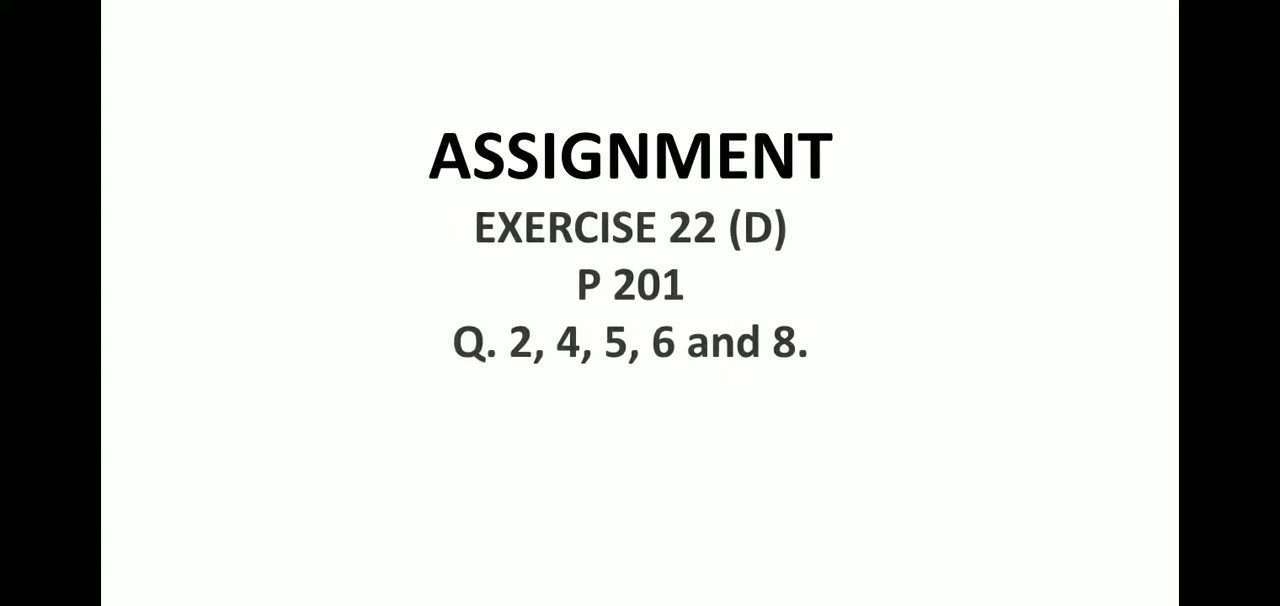 ASSIGNMENT
EXERCISE 22 (D)
P 201
Q. 2, 4, 5, 6 and 8.